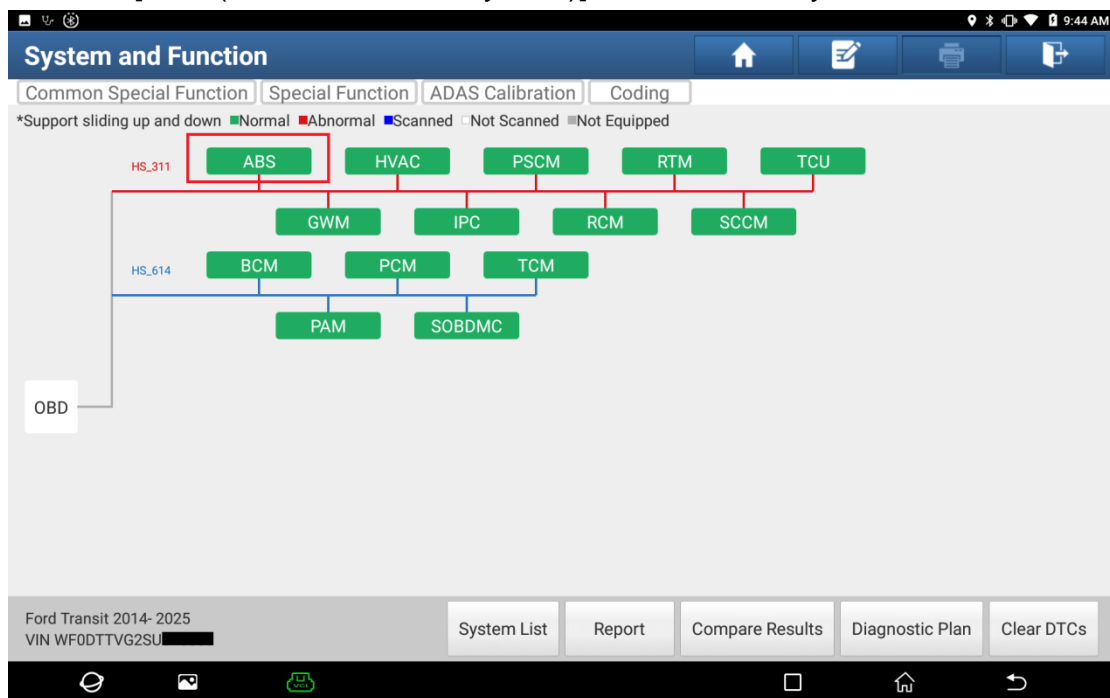 9:44 AM
System and Function
Common Special Function Special Function ADAS Calibration Coding
*Support sliding up and down Normal Abnormal Scanned Not Scanned Not Equipped
HS_311 ABS HVAC PSCM RTM TCU
GWM IPC RCM SCCM
HS_614 BCM PCM TCM
PAM SOBDMC
OBD
Ford Transit 2014- 2025
VIN WF0DTTVG2SU
System List Report Compare Results Diagnostic Plan Clear DTCs
VCI